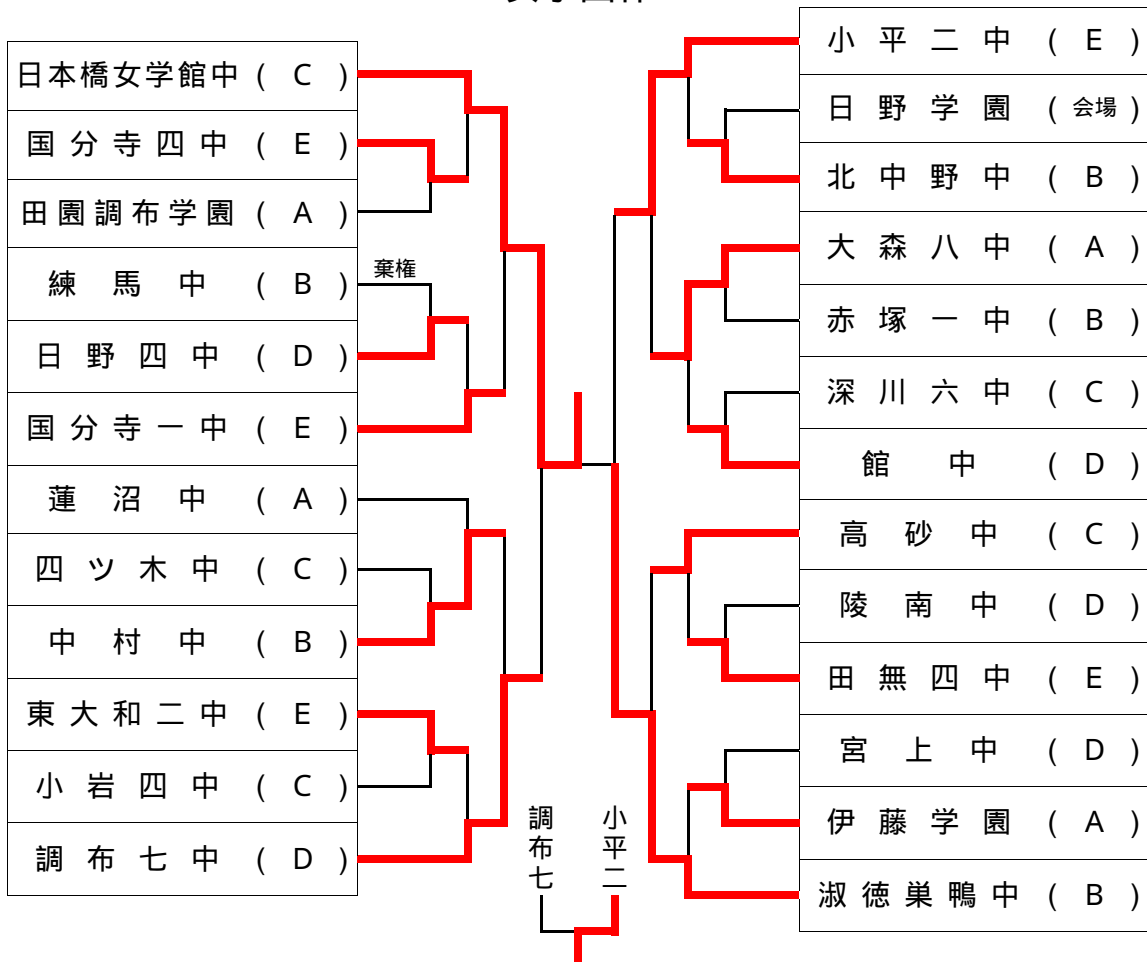 日本橋女学館中 ( C )
国分寺四中 ( E )
田園調布学園 ( A )
練馬中 ( B )
棄権
日野四中 ( D )
国分寺一中 ( E )
蓮沼中 ( A )
四ツ木中 ( C )
中村中 ( B )
東大和二中 ( E )
小岩四中 ( C )
調布七中 ( D )
調布七
小平二
小平二中 ( E )
日野学園 ( 会場 )
北中野中 ( B )
大森八中 ( A )
赤塚一中 ( B )
深川六中 ( C )
館中 ( D )
高砂中 ( C )
陵南中 ( D )
田無四中 ( E )
宮上中 ( D )
伊藤学園 ( A )
淑徳巣鴨中 ( B )